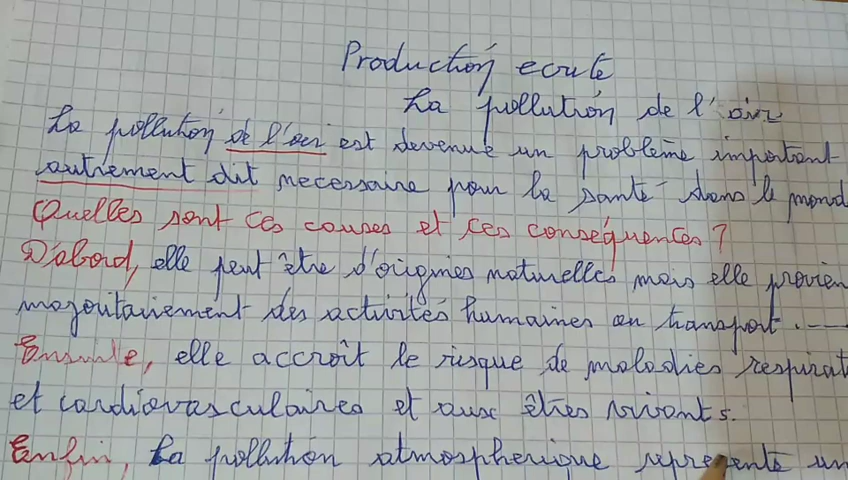 Production ecrite
La pollution de l'air
La pollution de l'air est devenue un problème important
autrement dit necessaire pour la santé dans le mond
Quelles sont ces causes et ces conséquences ?
D'abord, elle peut être d'origines naturelles mais elle provien
majoritairement des activités humaines en transport .---
Ensuite, elle accroît le risque de maladies respirat
et cardiovasculaires et aux êtres vivants.
Enfin, La pollution atmospherique représente un